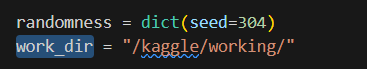 randomness = dict(seed=304)
work_dir = "/kaggle/working/"